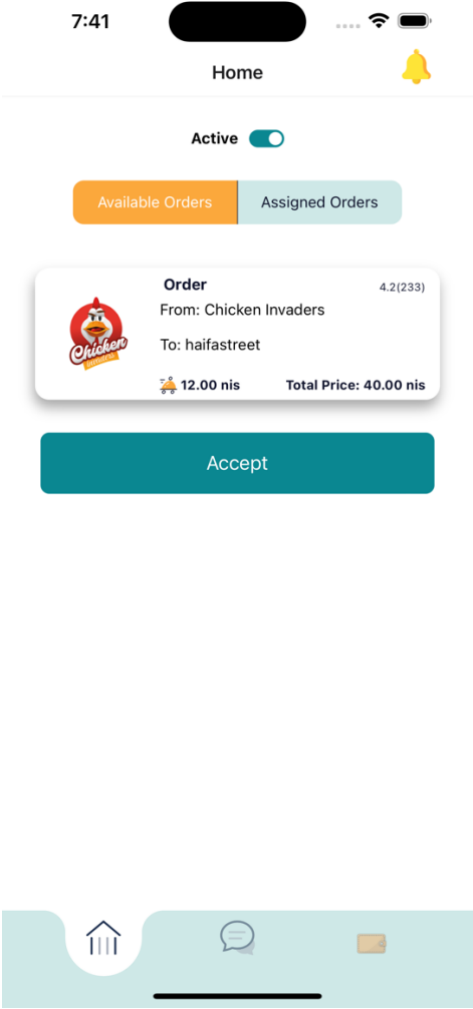 7:41
Home
Active
Available Orders
Assigned Orders
Order
4.2(233)
From: Chicken Invaders
Chicken
To: haifastreet
12.00 nis
Total Price: 40.00 nis
Accept